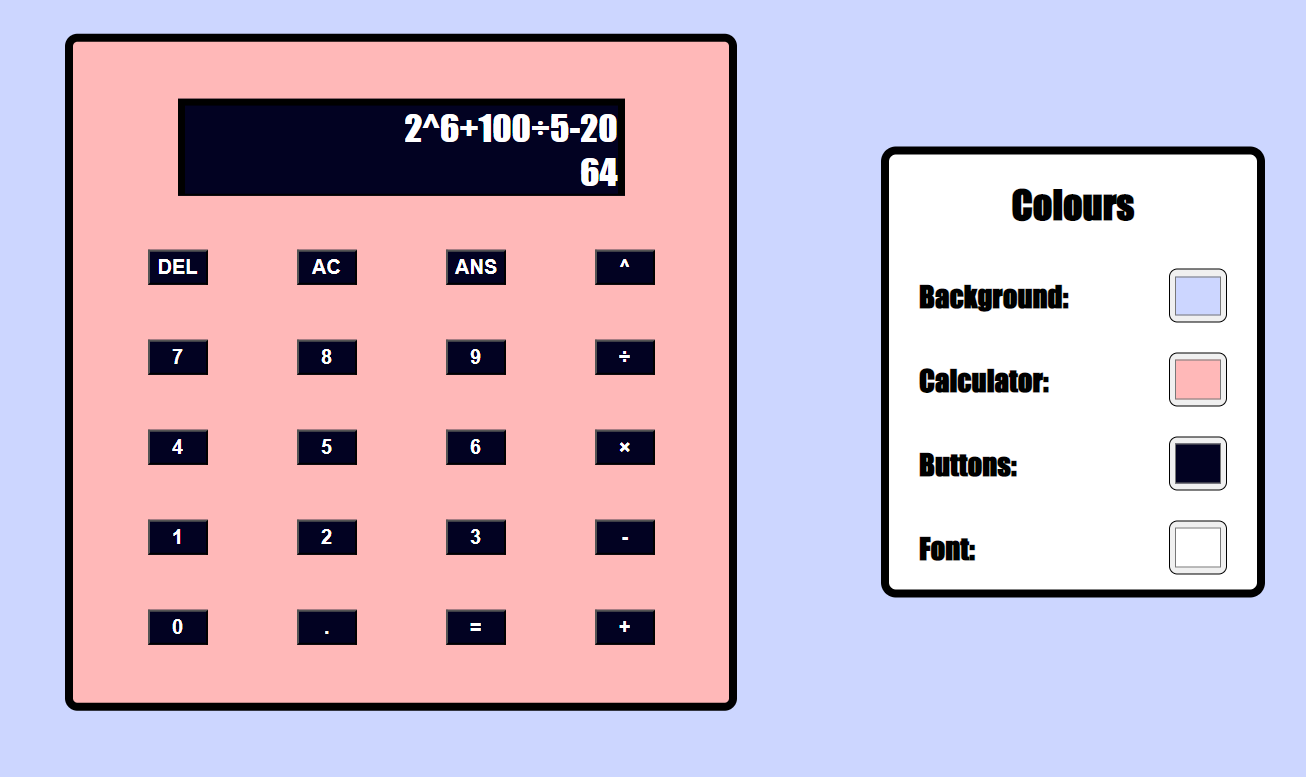 2^6+100÷5-20
64
DEL AC ANS ^
7 8 9 ÷
4 5 6 ×
1 2 3 -
0 . = +
Colours
Background:
Calculator:
Buttons:
Font: